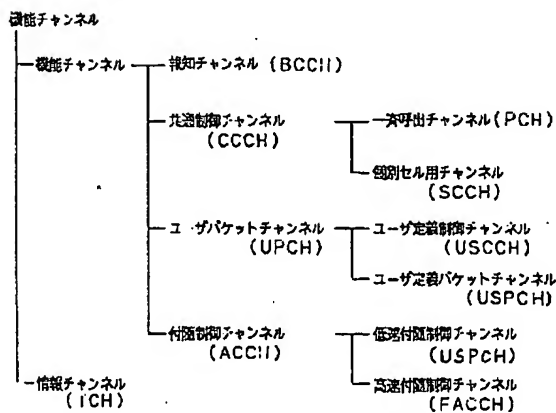 機能チャンネル
機能チャンネル
報知チャンネル (BCCH)
共通制御チャンネル
(CCCH)
一斉呼出チャンネル(PCH)
個別セル用チャンネル
(SCCH)
ユーザパケットチャンネル
(UPCH)
ユーザ定義制御チャンネル
(USCCH)
ユーザ定義パケットチャンネル
(USPCH)
付随制御チャンネル
(ACCH)
低速付随制御チャンネル
(USPCH)
高速付随制御チャンネル
(FACCH)
情報チャンネル
(TCH)